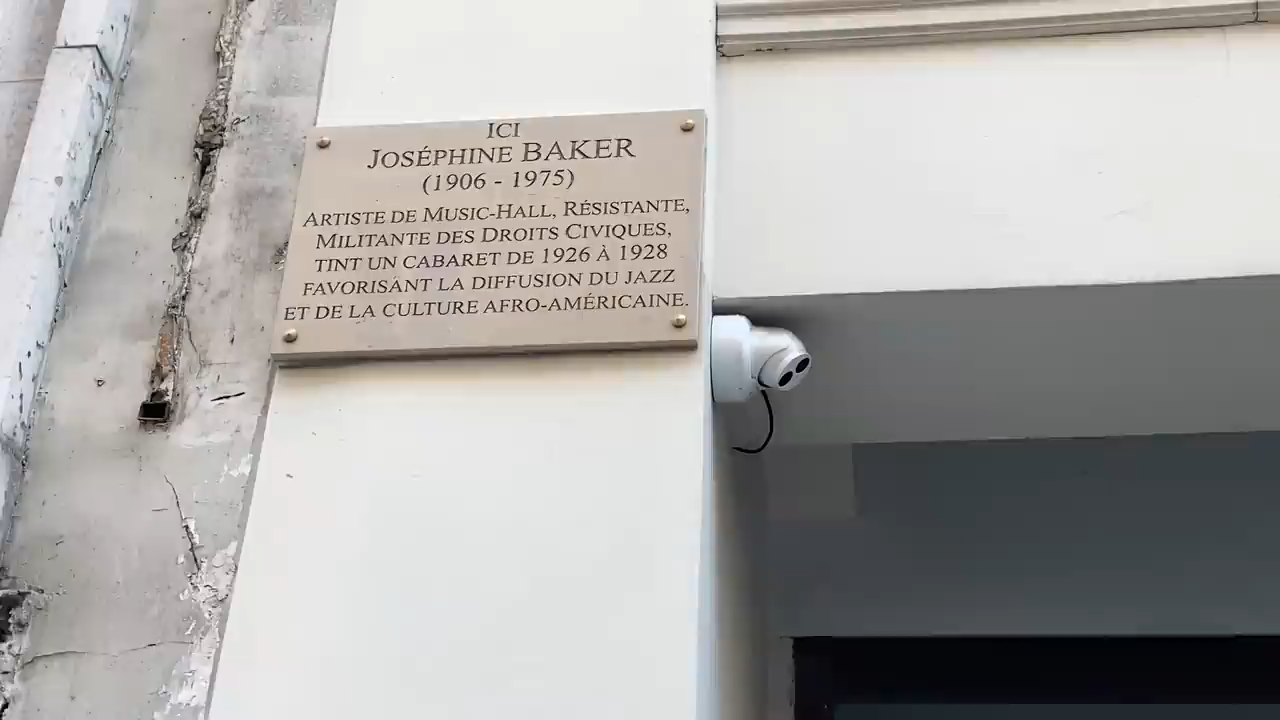 ICI
JOSÉPHINE BAKER
(1906 - 1975)
ARTISTE DE MUSIC-HALL, RÉSISTANTE,
MILITANTE DES DROITS CIVIQUES,
TINT UN CABARET DE 1926 À 1928
FAVORISANT LA DIFFUSION DU JAZZ
ET DE LA CULTURE AFRO-AMÉRICAINE.